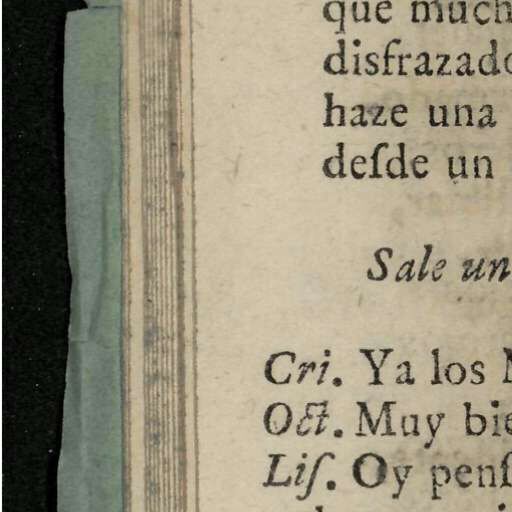 que much
disfrazado
haze una
deſde un
Sale un
Cri. Ya los
Oct. Muy bie
Liſ. Oy penſ